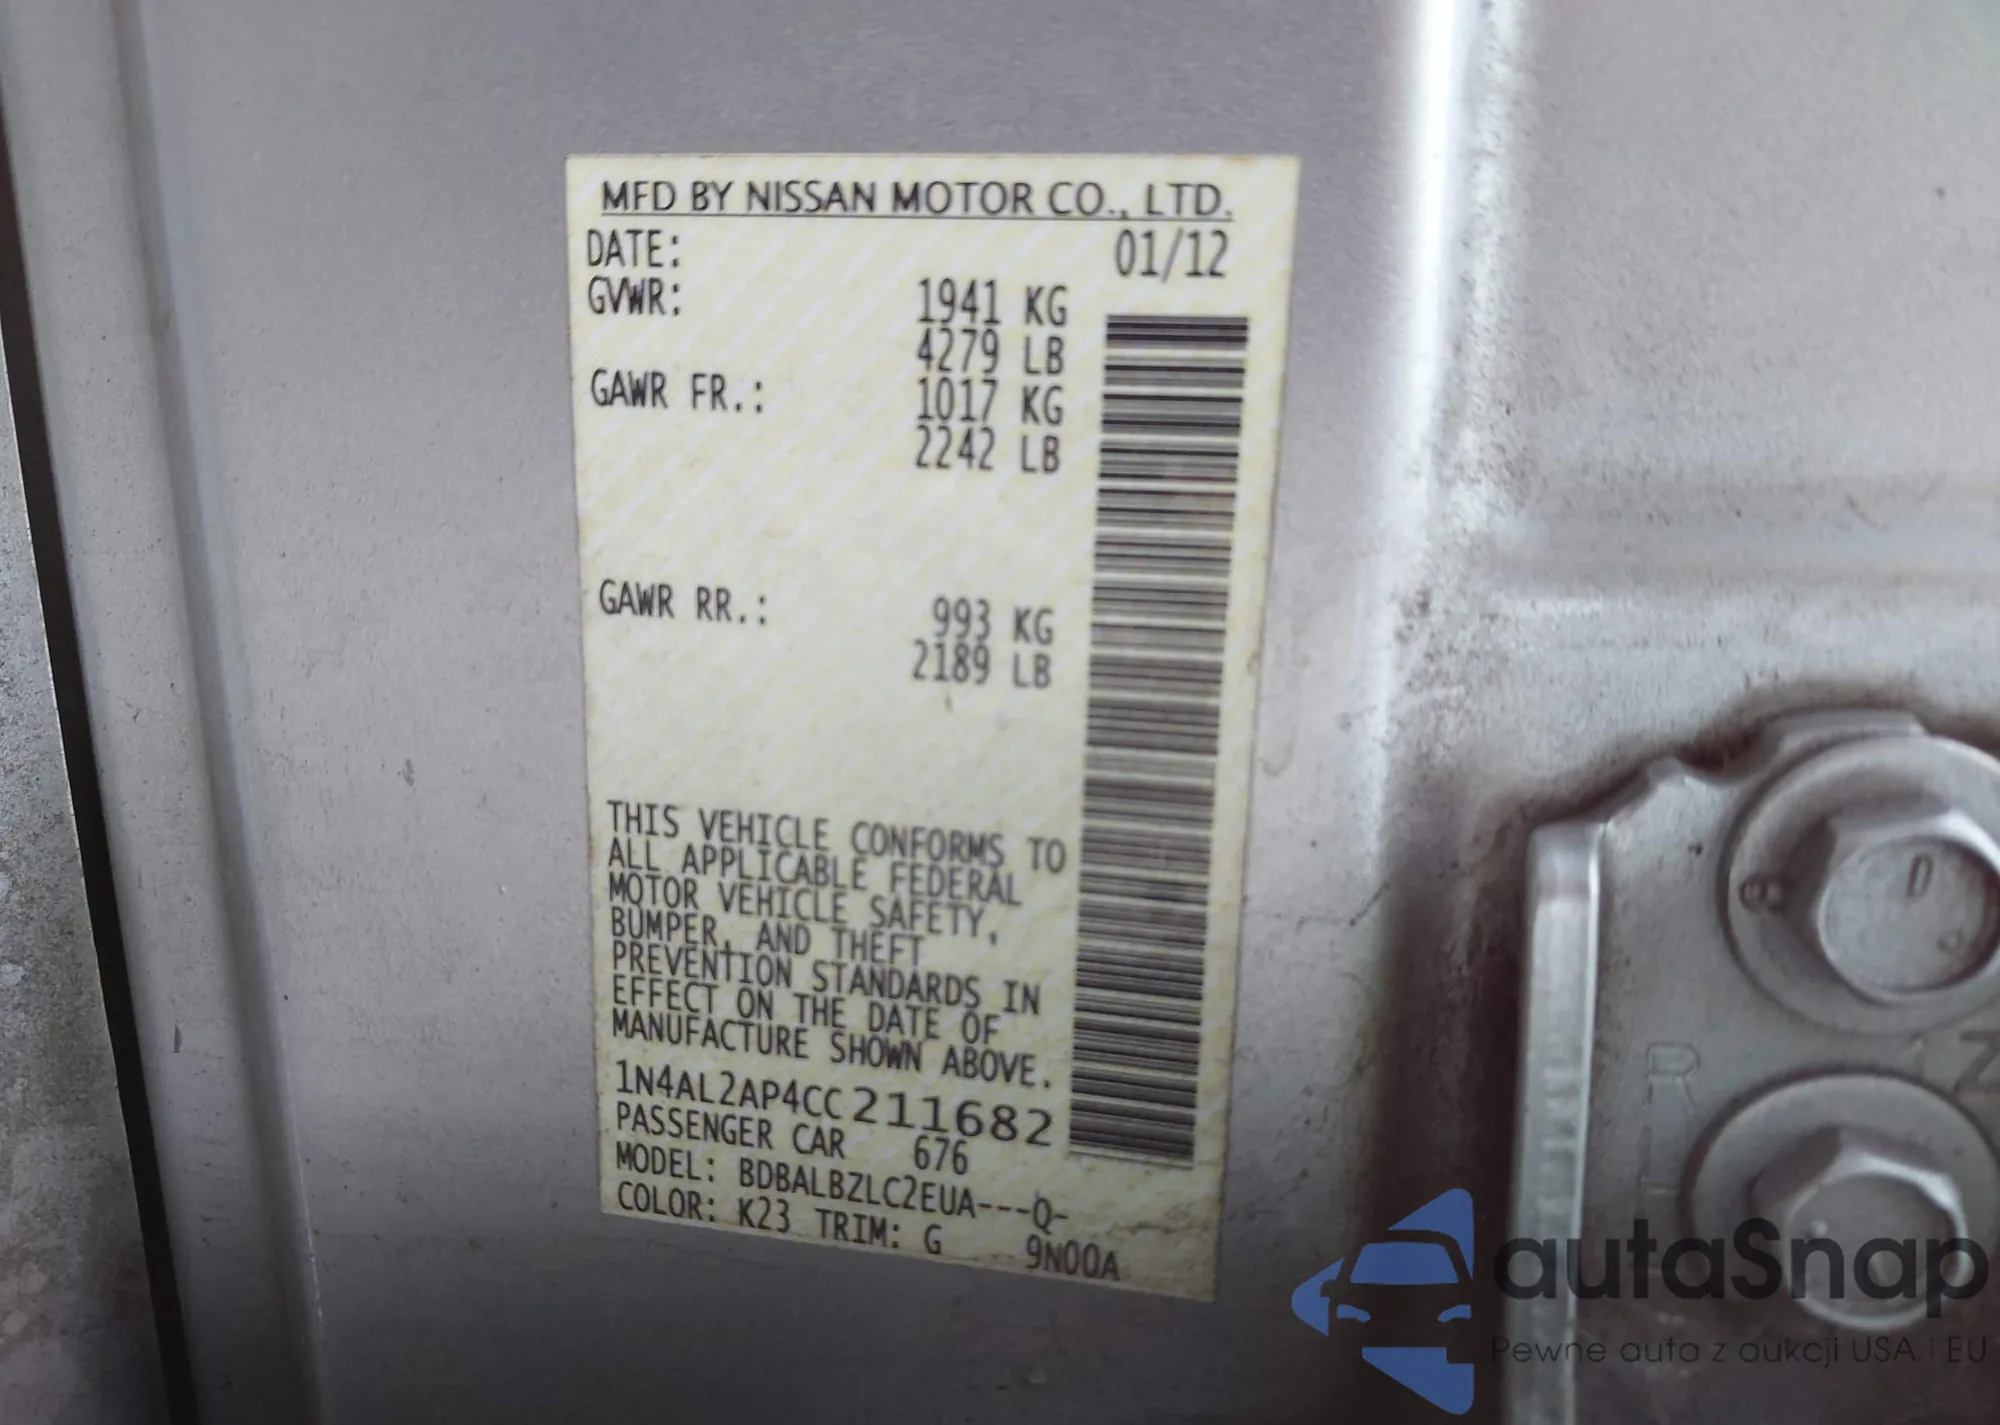 MFD BY NISSAN MOTOR CO., LTD.
DATE: 01/12
GVWR: 1941 KG
4279 LB
GAWR FR.: 1017 KG
2242 LB
GAWR RR.: 993 KG
2189 LB
THIS VEHICLE CONFORMS TO
ALL APPLICABLE FEDERAL
MOTOR VEHICLE SAFETY,
BUMPER, AND THEFT
PREVENTION STANDARDS IN
EFFECT ON THE DATE OF
MANUFACTURE SHOWN ABOVE.
1N4AL2AP4CC211682
PASSENGER CAR 676
MODEL: BDBALBZLC2EUA---Q-
COLOR: K23 TRIM: G 9N00A
8
D
autaSnap
Pewne auta z aukcji USA i EU